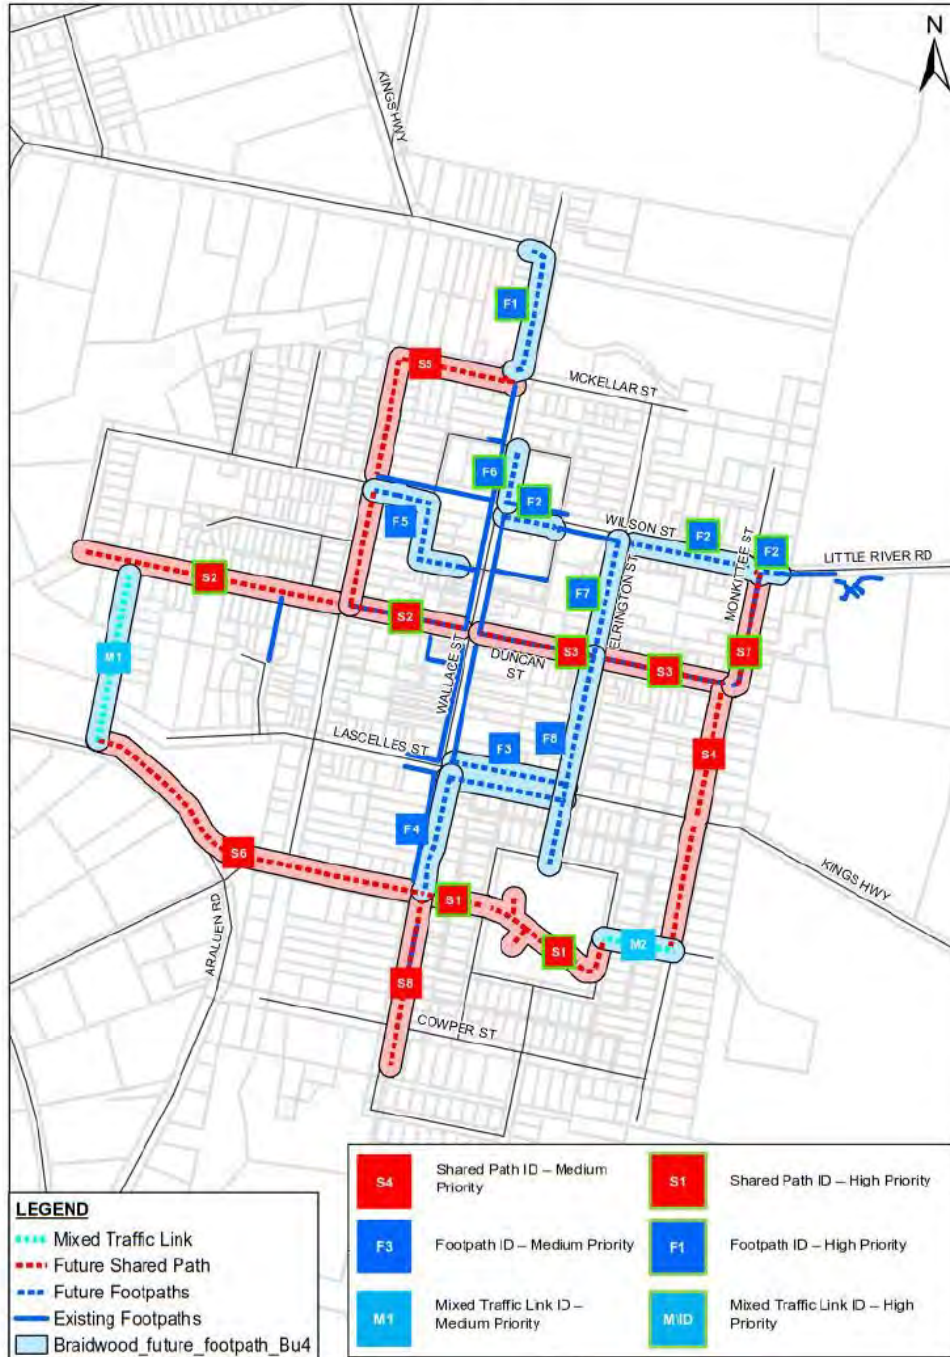 N
KINGS HWY
F1
S5
MCKELLAR ST
F6
F2
F5
WILSON ST
F2
F2
LITTLE RIVER RD
MONKITTEE ST
S2
S2
F7
ELRINGTON ST
M1
WALLACE ST
DUNCAN ST
S3
S3
S7
LASCELLES ST
F3
F8
S4
F4
S6
S1
KINGS HWY
ARALUEN RD
S1
M2
S8
COWPER ST
S4 Shared Path ID – Medium Priority
S1 Shared Path ID – High Priority
F3 Footpath ID – Medium Priority
F1 Footpath ID – High Priority
M1 Mixed Traffic Link ID – Medium Priority
M\ID Mixed Traffic Link ID – High Priority
LEGEND
Mixed Traffic Link
Future Shared Path
Future Footpaths
Existing Footpaths
Braidwood_future_footpath_Bu4